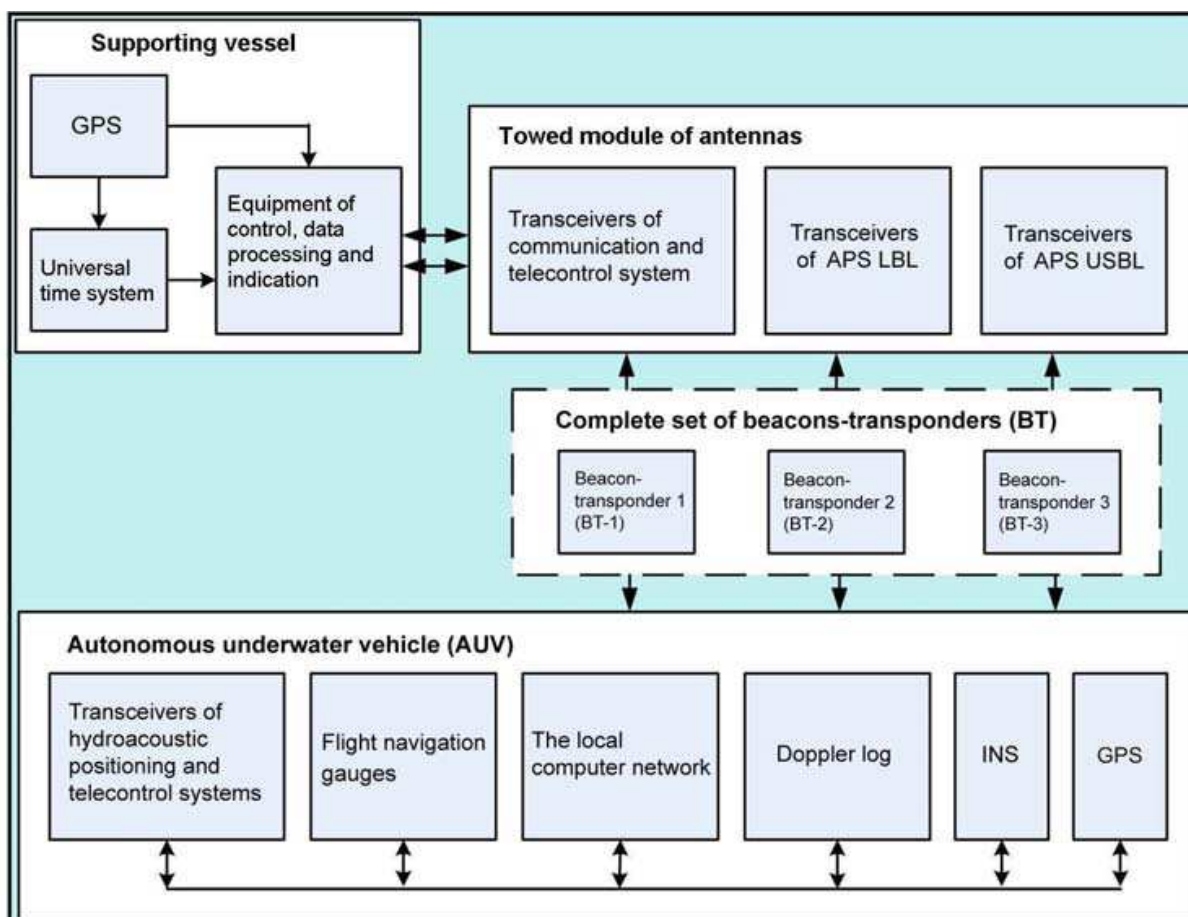 Supporting vessel
GPS
Universal
time system
Equipment of
control, data
processing and
indication
Towed module of antennas
Transceivers of
communication and
telecontrol system
Transceivers
of APS LBL
Transceivers
of APS USBL
Complete set of beacons-transponders (BT)
Beacon-
transponder 1
(BT-1)
Beacon-
transponder 2
(BT-2)
Beacon-
transponder 3
(BT-3)
Autonomous underwater vehicle (AUV)
Transceivers of
hydroacoustic
positioning and
telecontrol systems
Flight navigation
gauges
The local
computer network
Doppler log
INS
GPS